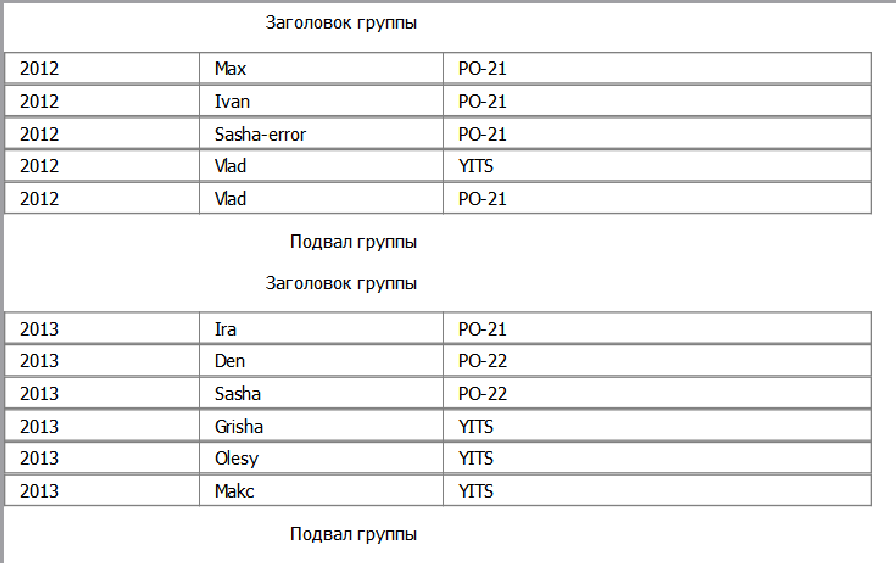 Заголовок группы
2012 Max PO-21
2012 Ivan PO-21
2012 Sasha-error PO-21
2012 Vlad YITS
2012 Vlad PO-21
Подвал группы
Заголовок группы
2013 Ira PO-21
2013 Den PO-22
2013 Sasha PO-22
2013 Grisha YITS
2013 Olesy YITS
2013 Makc YITS
Подвал группы